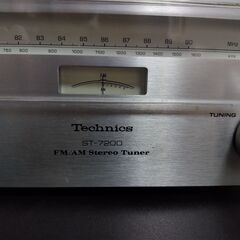 82 83 84 85 86 87 88 89 90 MHz
Technics
ST-7200
FM.AM Stereo Tuner
TUNING